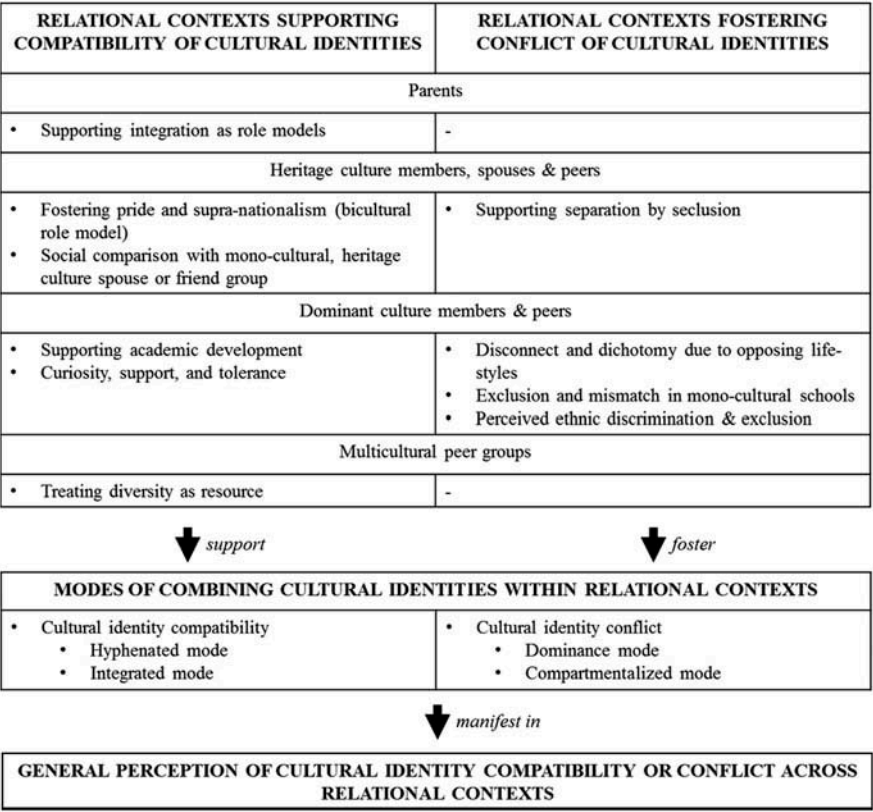 RELATIONAL CONTEXTS SUPPORTING
COMPATIBILITY OF CULTURAL IDENTITIES
RELATIONAL CONTEXTS FOSTERING
CONFLICT OF CULTURAL IDENTITIES
Parents
• Supporting integration as role models
-
Heritage culture members, spouses & peers
• Fostering pride and supra-nationalism (bicultural
role model)
• Social comparison with mono-cultural, heritage
culture spouse or friend group
• Supporting separation by seclusion
Dominant culture members & peers
• Supporting academic development
• Curiosity, support, and tolerance
• Disconnect and dichotomy due to opposing life-
styles
• Exclusion and mismatch in mono-cultural schools
• Perceived ethnic discrimination & exclusion
Multicultural peer groups
• Treating diversity as resource
-
support
foster
MODES OF COMBINING CULTURAL IDENTITIES WITHIN RELATIONAL CONTEXTS
• Cultural identity compatibility
• Hyphenated mode
• Integrated mode
• Cultural identity conflict
• Dominance mode
• Compartmentalized mode
manifest in
GENERAL PERCEPTION OF CULTURAL IDENTITY COMPATIBILITY OR CONFLICT ACROSS
RELATIONAL CONTEXTS